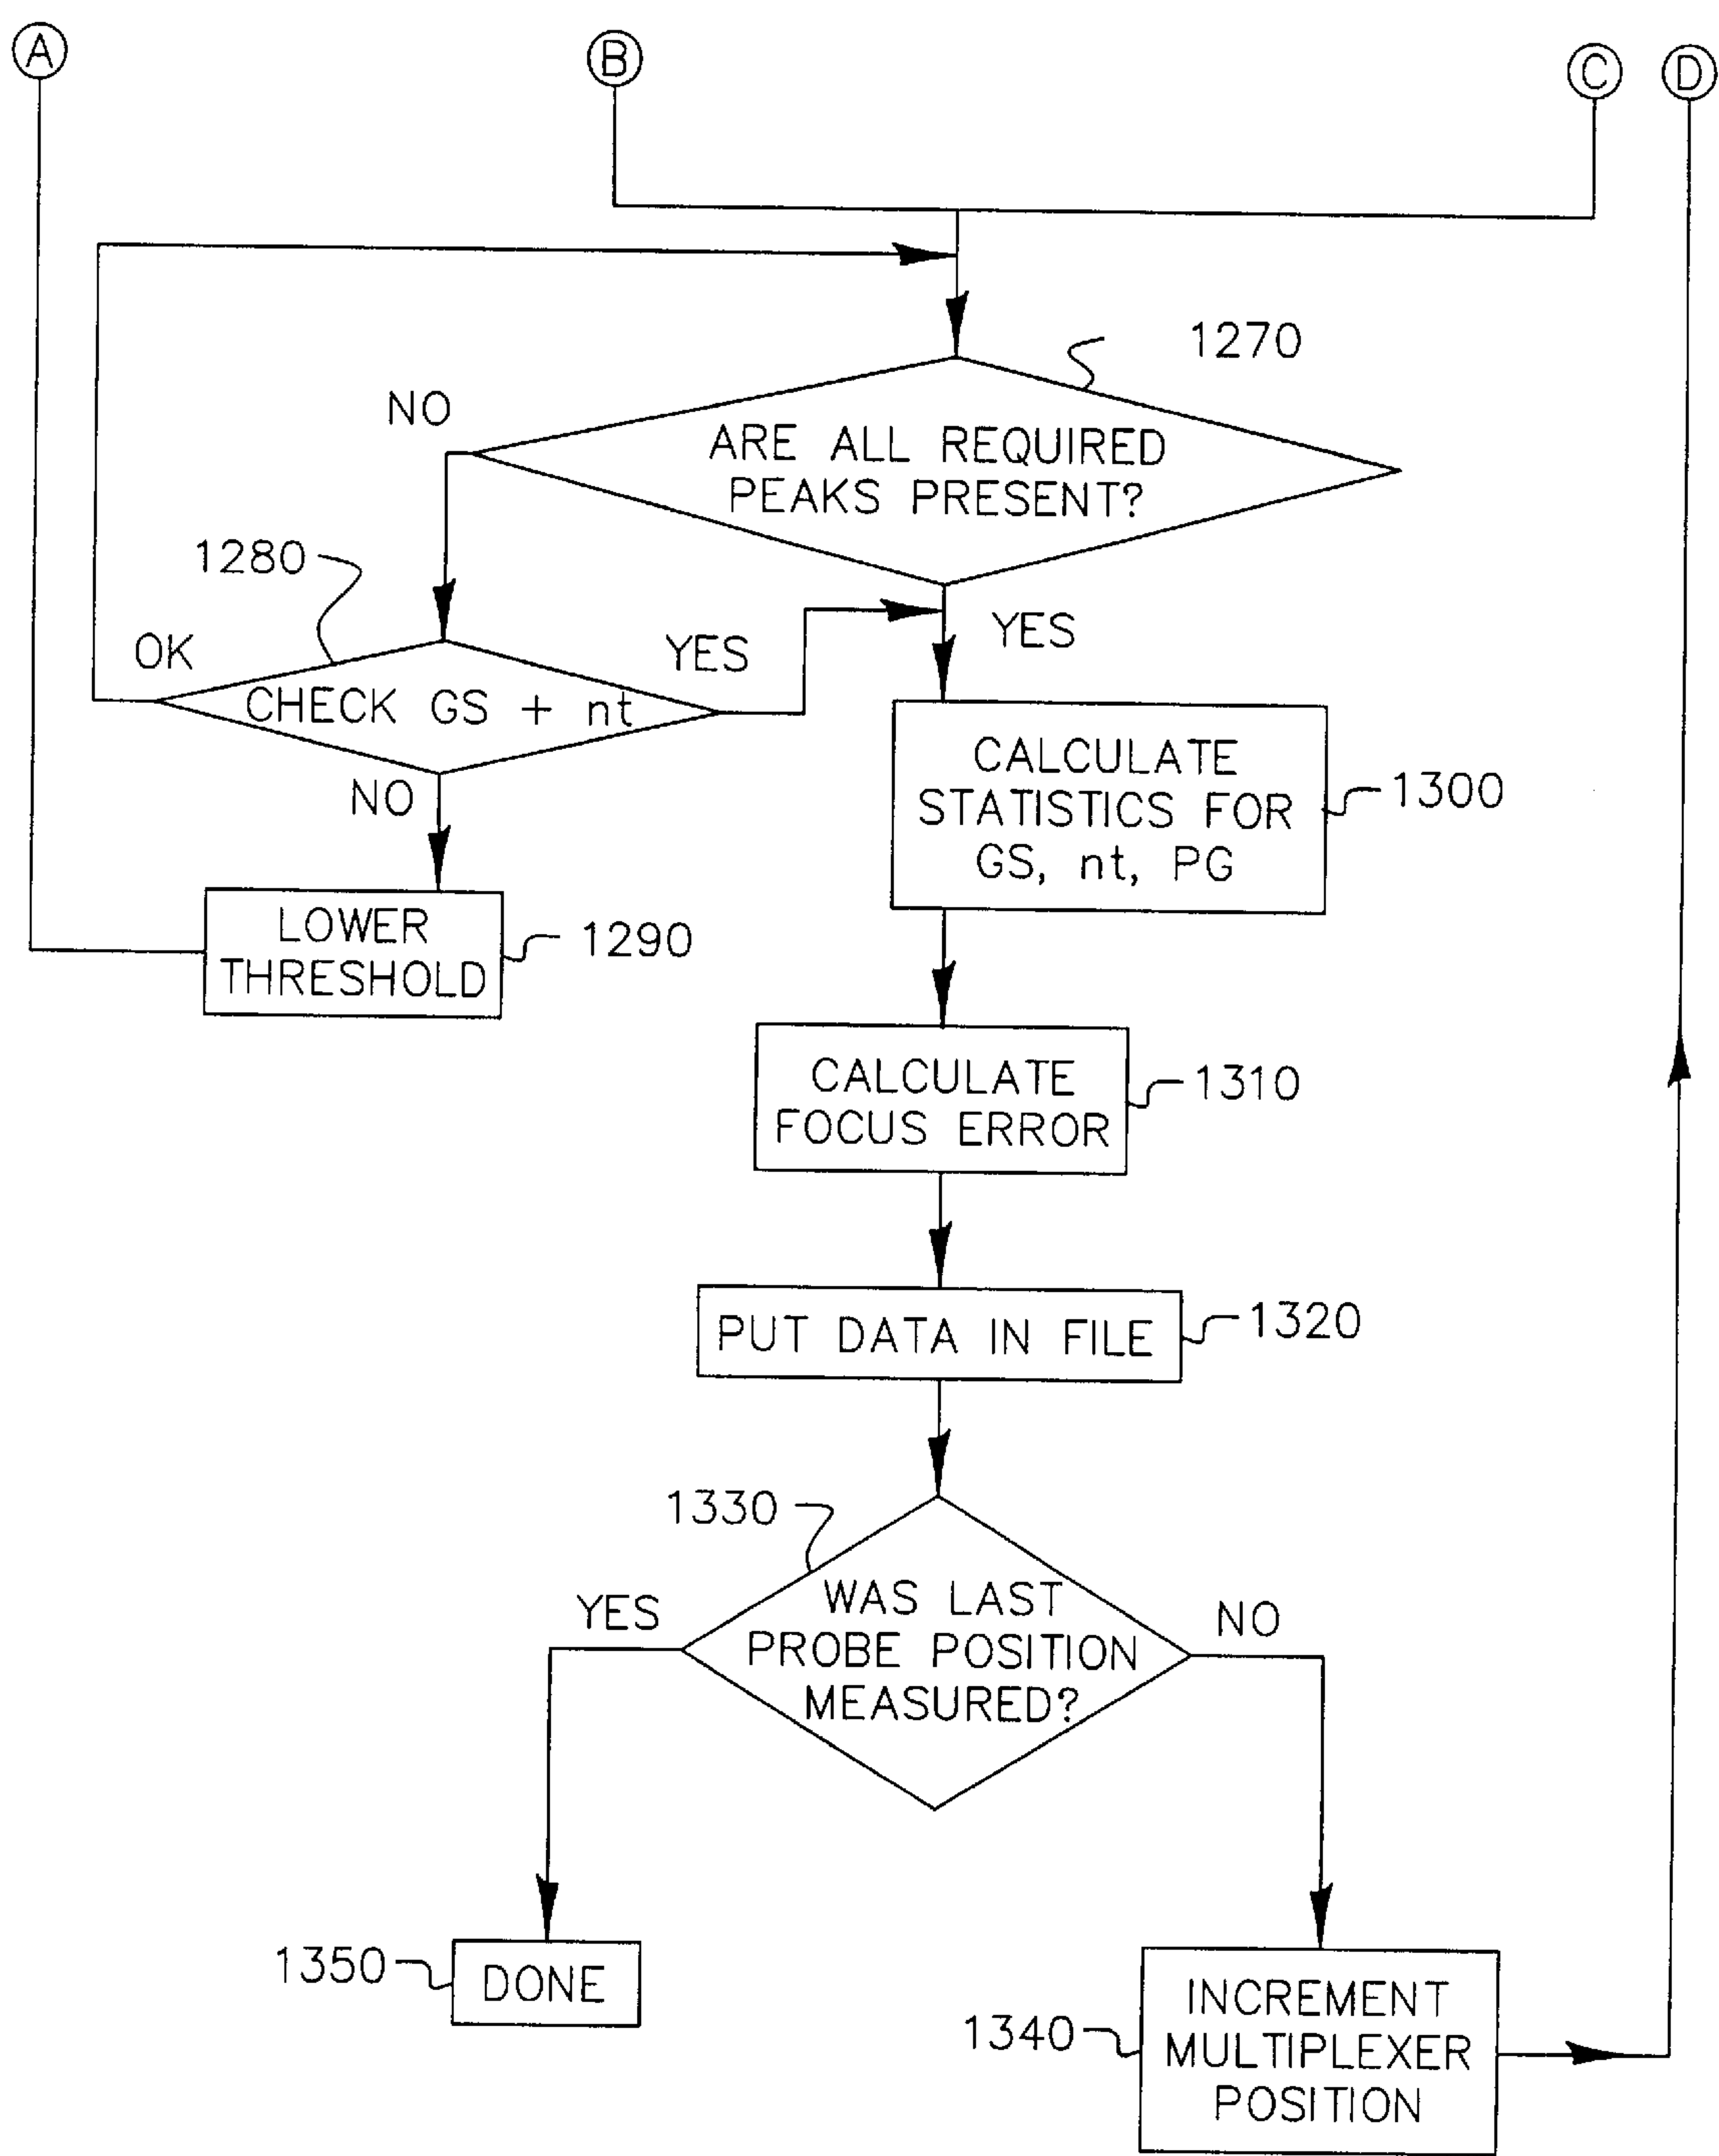 A
B
C
D
1270
NO
ARE ALL REQUIRED
PEAKS PRESENT?
1280
OK
YES
YES
CHECK GS + nt
NO
CALCULATE
STATISTICS FOR
GS, nt, PG
1300
LOWER
THRESHOLD
1290
CALCULATE
FOCUS ERROR
1310
PUT DATA IN FILE
1320
1330
YES
WAS LAST
PROBE POSITION
MEASURED?
NO
1350
DONE
1340
INCREMENT
MULTIPLEXER
POSITION